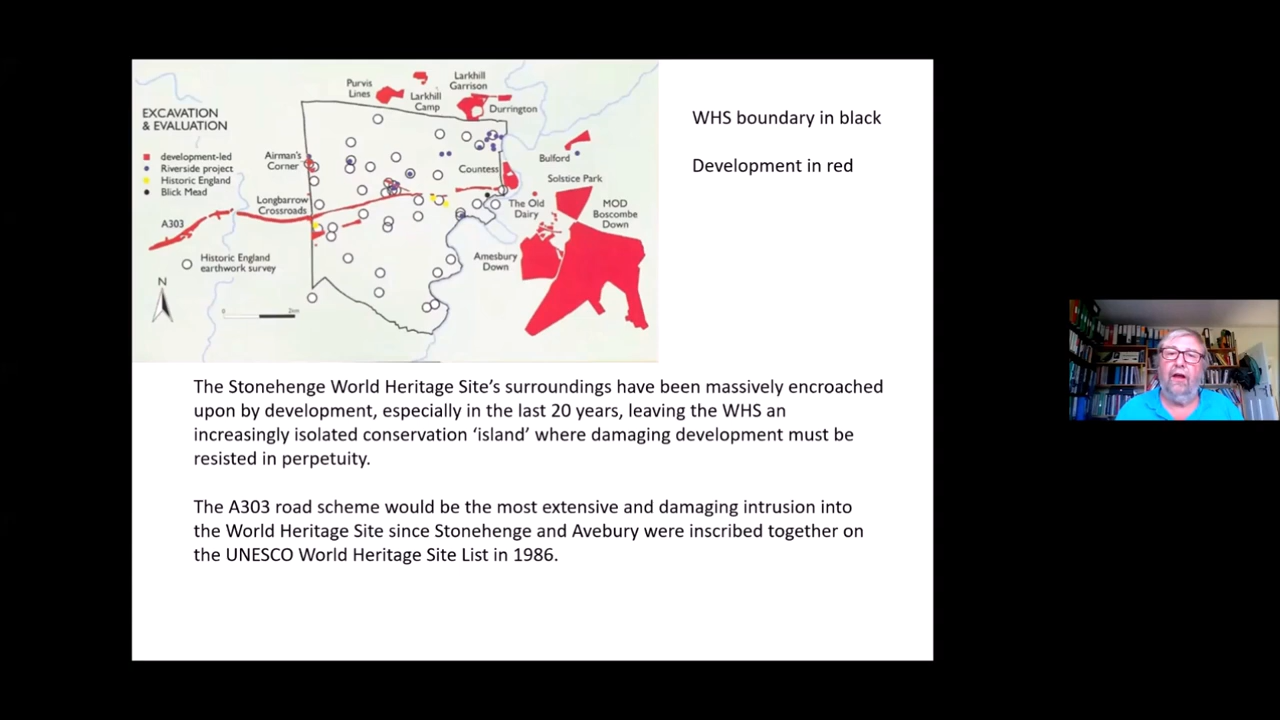 EXCAVATION
& EVALUATION
development-led
Riverside project
Historic England
Blick Mead
Purvis
Lines
Larkhill
Camp
Larkhill
Garrison
Durrington
Airman's
Corner
Countess
Bulford
Solstice Park
Longbarrow
Crossroads
The Old
Dairy
MOD
Boscombe
Down
A303
Amesbury
Down
Historic England
earthwork survey
N
0
2km
WHS boundary in black
Development in red
The Stonehenge World Heritage Site's surroundings have been massively encroached
upon by development, especially in the last 20 years, leaving the WHS an
increasingly isolated conservation ‘island’ where damaging development must be
resisted in perpetuity.
The A303 road scheme would be the most extensive and damaging intrusion into
the World Heritage Site since Stonehenge and Avebury were inscribed together on
the UNESCO World Heritage Site List in 1986.